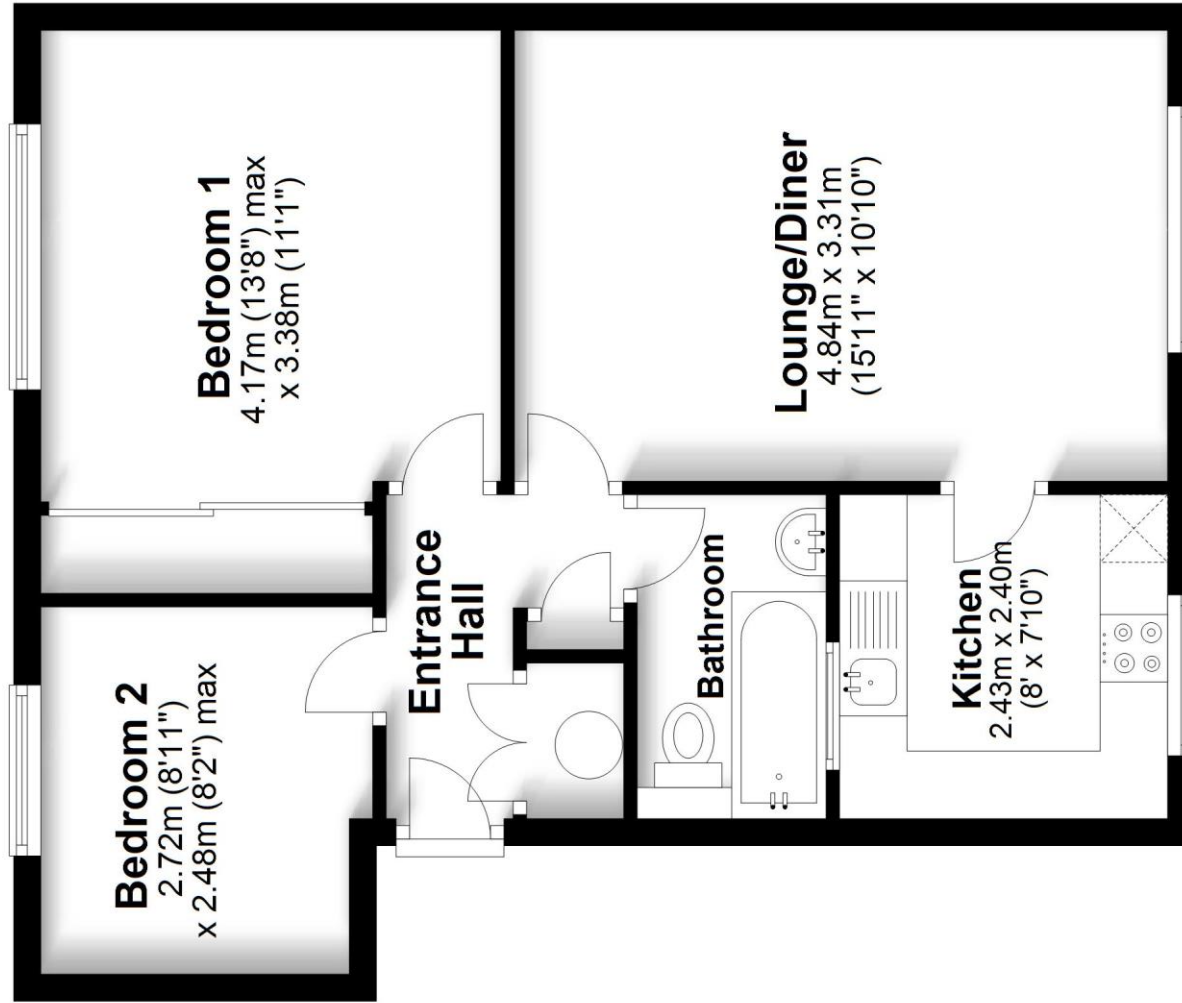 Bedroom 1
4.17m (13'8") max
x 3.38m (11'1")
Lounge/Diner
4.84m x 3.31m
(15'11" x 10'10")
Bedroom 2
2.72m (8'11")
x 2.48m (8'2") max
Entrance
Hall
Bathroom
Kitchen
2.43m x 2.40m
(8' x 7'10")